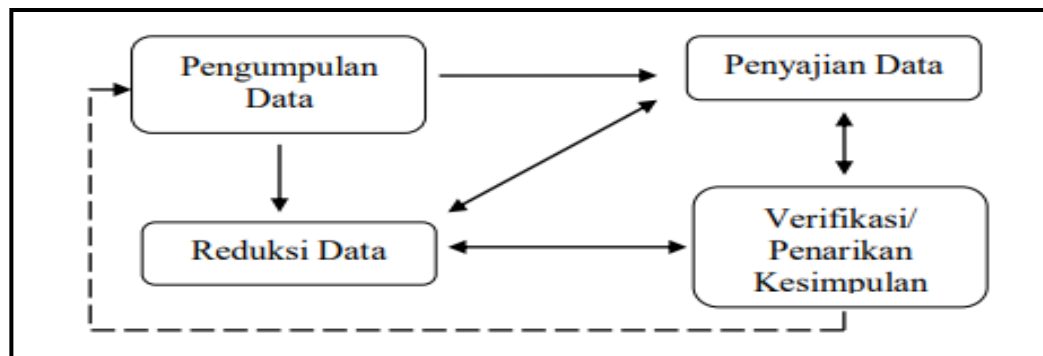 Pengumpulan
Data
Penyajian Data
Reduksi Data
Verifikasi/
Penarikan
Kesimpulan